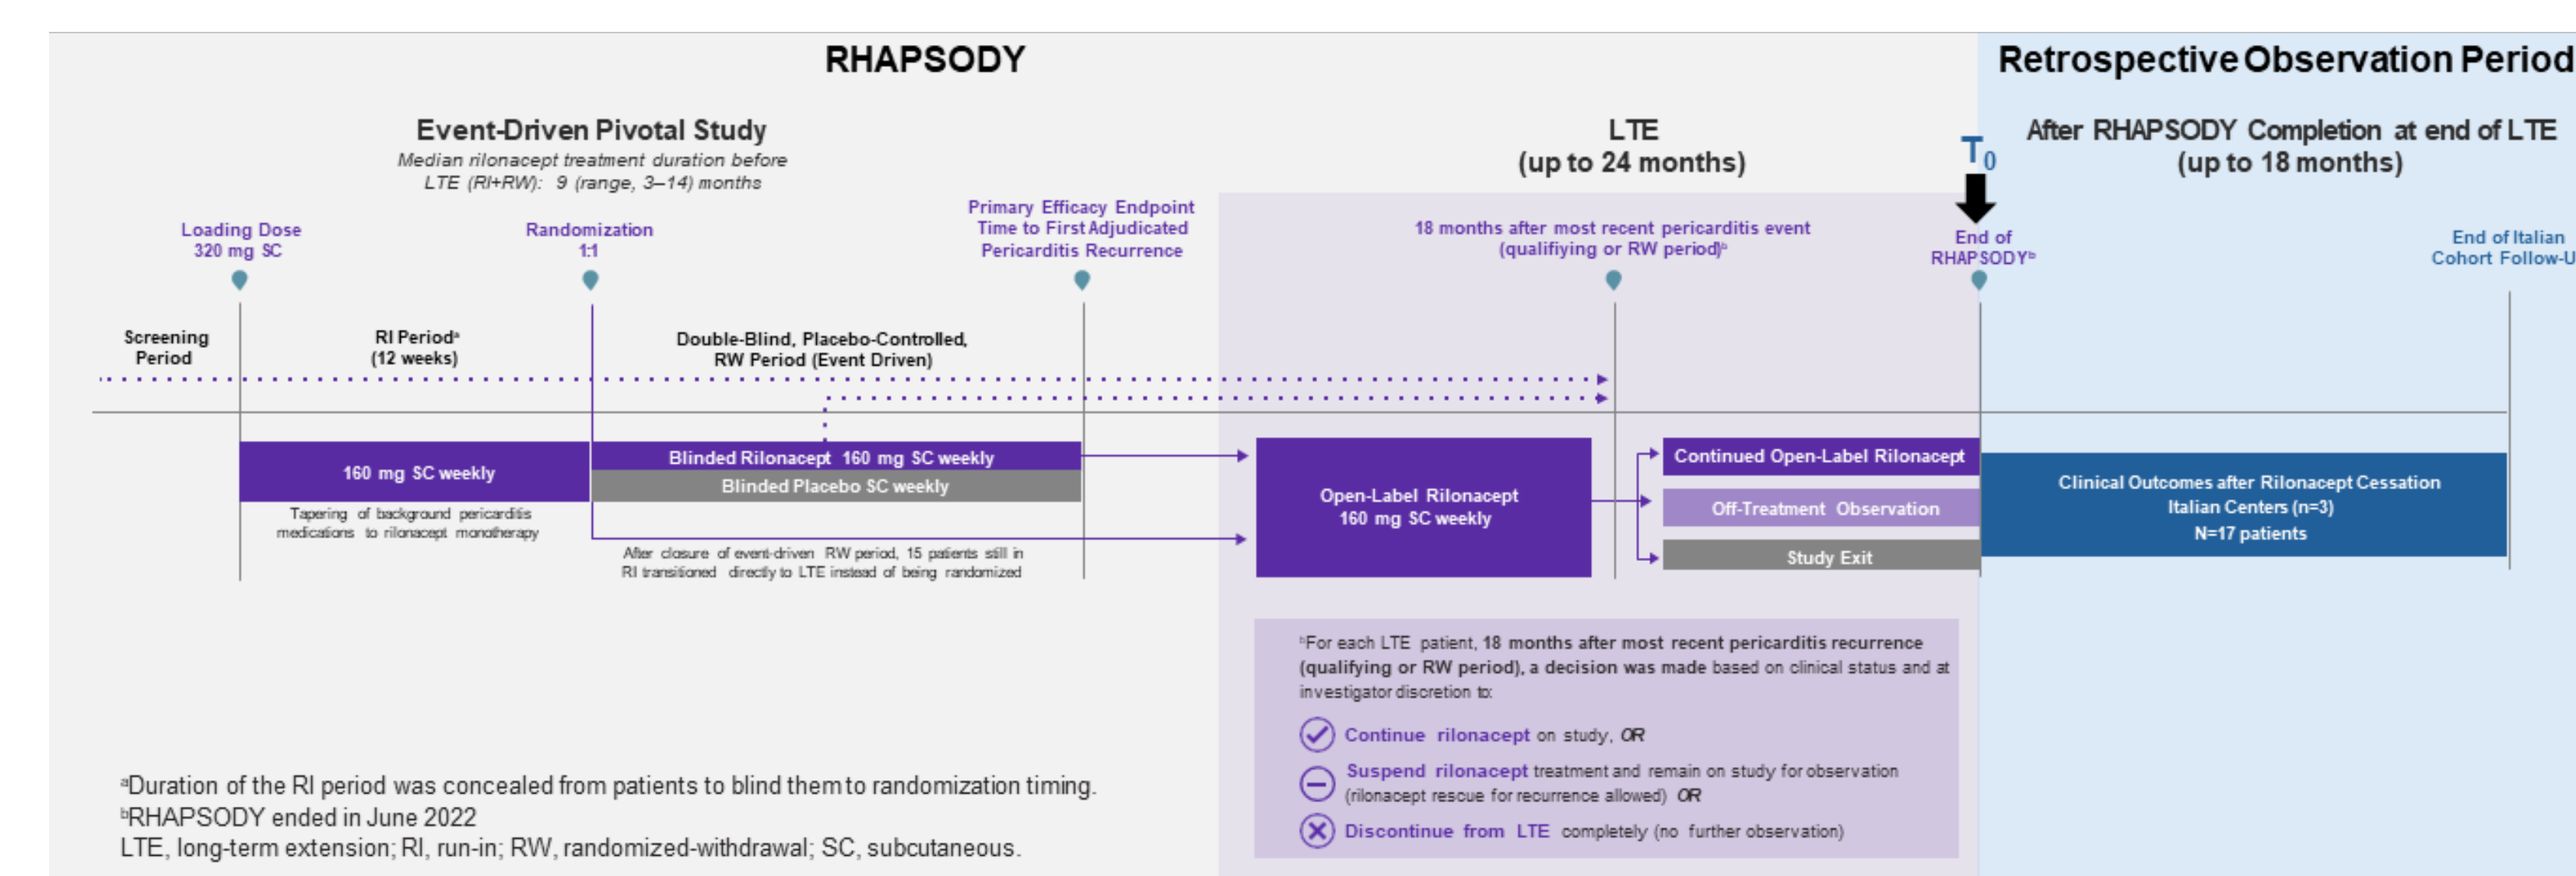 RHAPSODY
Retrospective Observation Period
Event-Driven Pivotal Study
Median rilonacept treatment duration before
LTE (RI+RW): 9 (range, 3–14) months
LTE
(up to 24 months)
T0
After RHAPSODY Completion at end of LTE
(up to 18 months)
Loading Dose
320 mg SC
Randomization
1:1
Primary Efficacy Endpoint
Time to First Adjudicated
Pericarditis Recurrence
18 months after most recent pericarditis event
(qualifiying or RW period)ᵇ
End of
RHAPSODYᵇ
End of Italian
Cohort Follow-U
Screening
Period
RI Periodᵃ
(12 weeks)
Double-Blind, Placebo-Controlled,
RW Period (Event Driven)
160 mg SC weekly
Blinded Rilonacept 160 mg SC weekly
Blinded Placebo SC weekly
Tapering of background pericarditis
medications to rilonacept monotherapy
After closure of event-driven RW period, 15 patients still in
RI transitioned directly to LTE instead of being randomized
Open-Label Rilonacept
160 mg SC weekly
Continued Open-Label Rilonacept
Off-Treatment Observation
Study Exit
Clinical Outcomes after Rilonacept Cessation
Italian Centers (n=3)
N=17 patients
ᵇFor each LTE patient, 18 months after most recent pericarditis recurrence
(qualifying or RW period), a decision was made based on clinical status and at
investigator discretion to:
Continue rilonacept on study, OR
Suspend rilonacept treatment and remain on study for observation
(rilonacept rescue for recurrence allowed) OR
Discontinue from LTE completely (no further observation)
ᵃDuration of the RI period was concealed from patients to blind them to randomization timing.
ᵇRHAPSODY ended in June 2022
LTE, long-term extension; RI, run-in; RW, randomized-withdrawal; SC, subcutaneous.